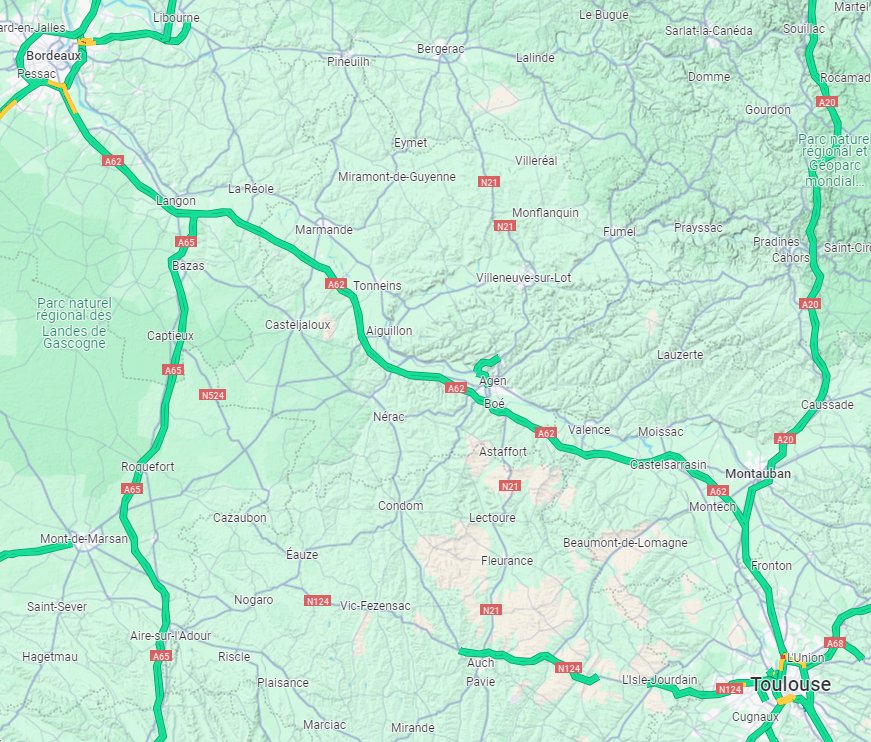 Libourne
Le Bugue
Martel
ard-en-Jalles
Souillac
Sarlat-la-Canéda
Bordeaux
Bergerac
Pineuilh
Lalinde
Pessac
Domme
Rocamad
A20
Gourdon
Parc naturel
régional et
Géoparc
mondial...
Eymet
A62
Villeréal
Miramont-de-Guyenne
N21
La Réole
Langon
Monflanquin
N21
Marmande
Fumel
Prayssac
A65
Pradines
Saint-Cirq
Cahors
Bazas
Villeneuve-sur-Lot
A62
Tonneins
Parc naturel
régional des
Landes de
Gascogne
A20
Casteljaloux
Aiguillon
Captieux
Lauzerte
A65
Agen
A62
N524
Boé
Caussade
Nérac
Valence
A62
Moissac
A20
Astaffort
Roquefort
Castelsarrasin
Montauban
A65
N21
A62
Condom
Montech
Cazaubon
Lectoure
Mont-de-Marsan
Beaumont-de-Lomagne
Éauze
Fleurance
Fronton
Nogaro
N124
Vic-Fezensac
Saint-Sever
N21
Aire-sur-l'Adour
A68
Hagetmau
A65
Riscle
L'Union
Auch
N124
L'Isle-Jourdain
Plaisance
Pavie
N124
Toulouse
Cugnaux
Marciac
Mirande